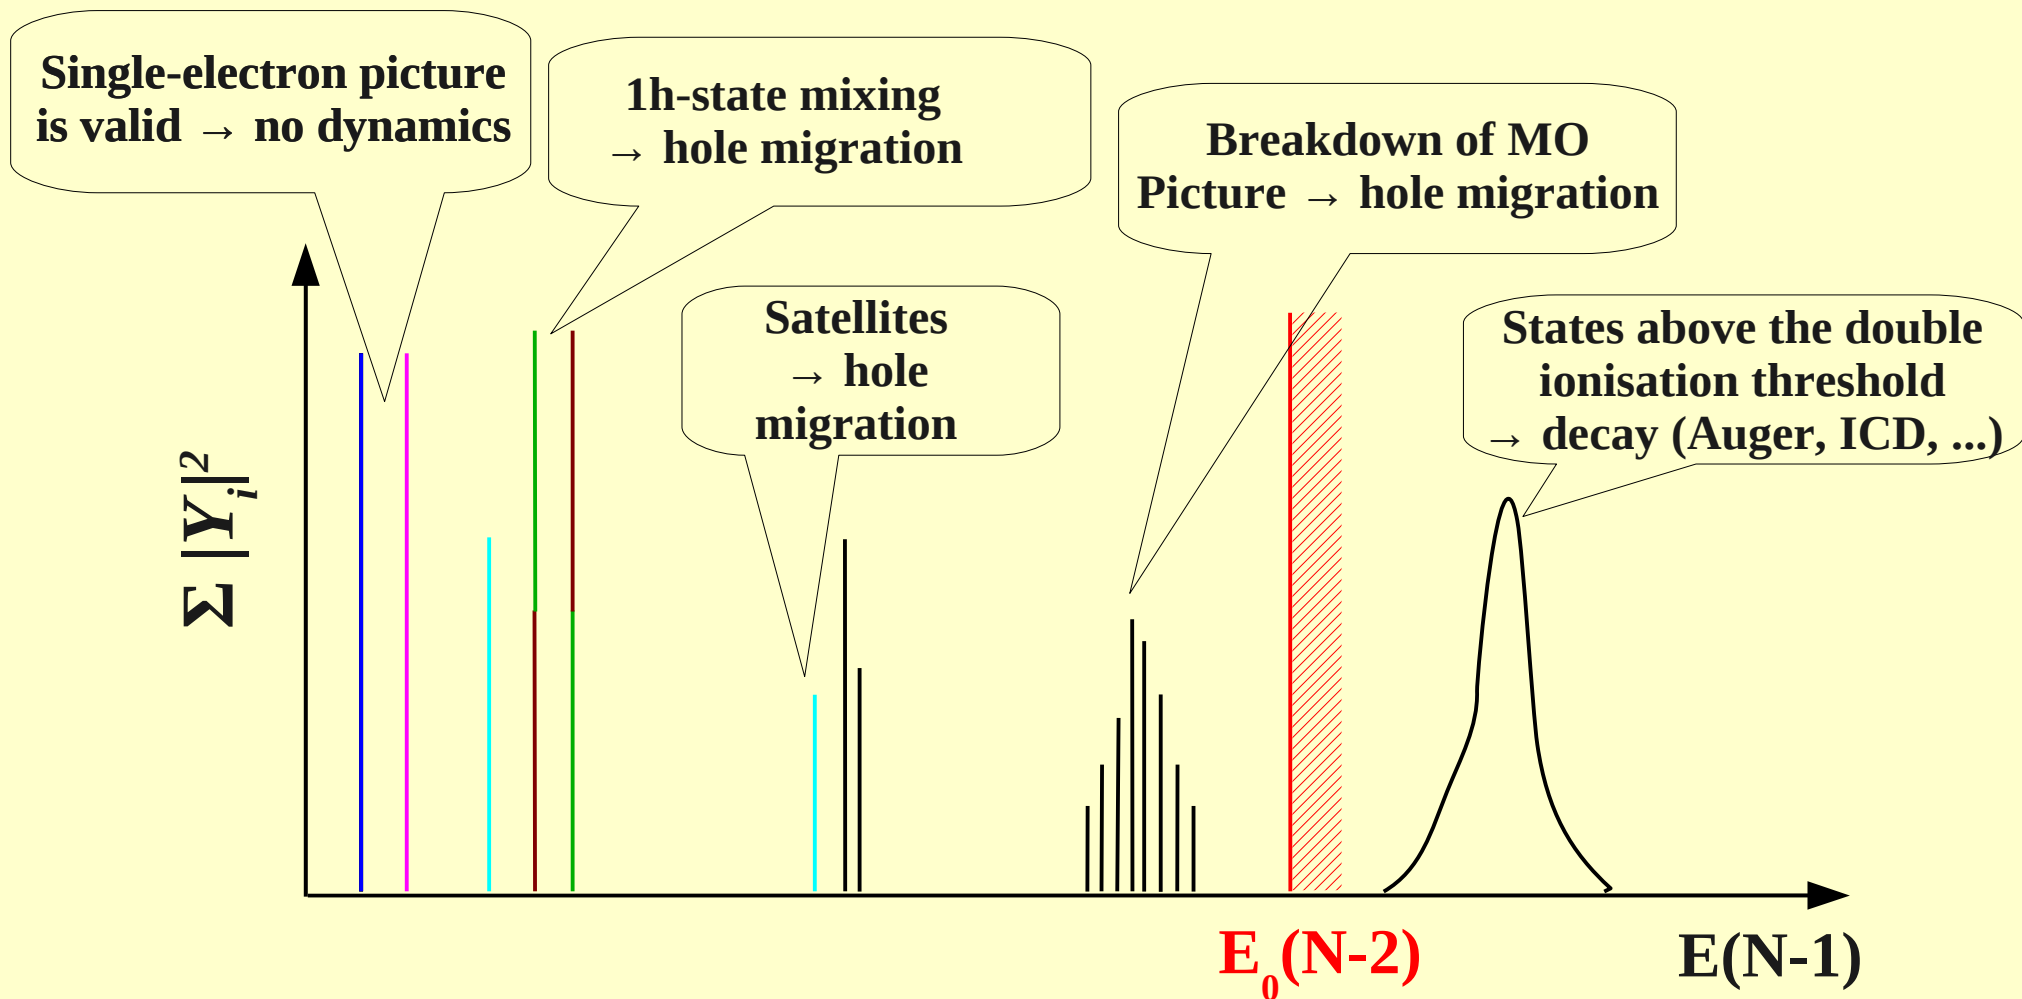 Single-electron picture
is valid → no dynamics
1h-state mixing
→ hole migration
Breakdown of MO
Picture → hole migration
Satellites
→ hole
migration
States above the double
ionisation threshold
→ decay (Auger, ICD, ...)
Σ |Yᵢ|²
E₀(N-2)
E(N-1)